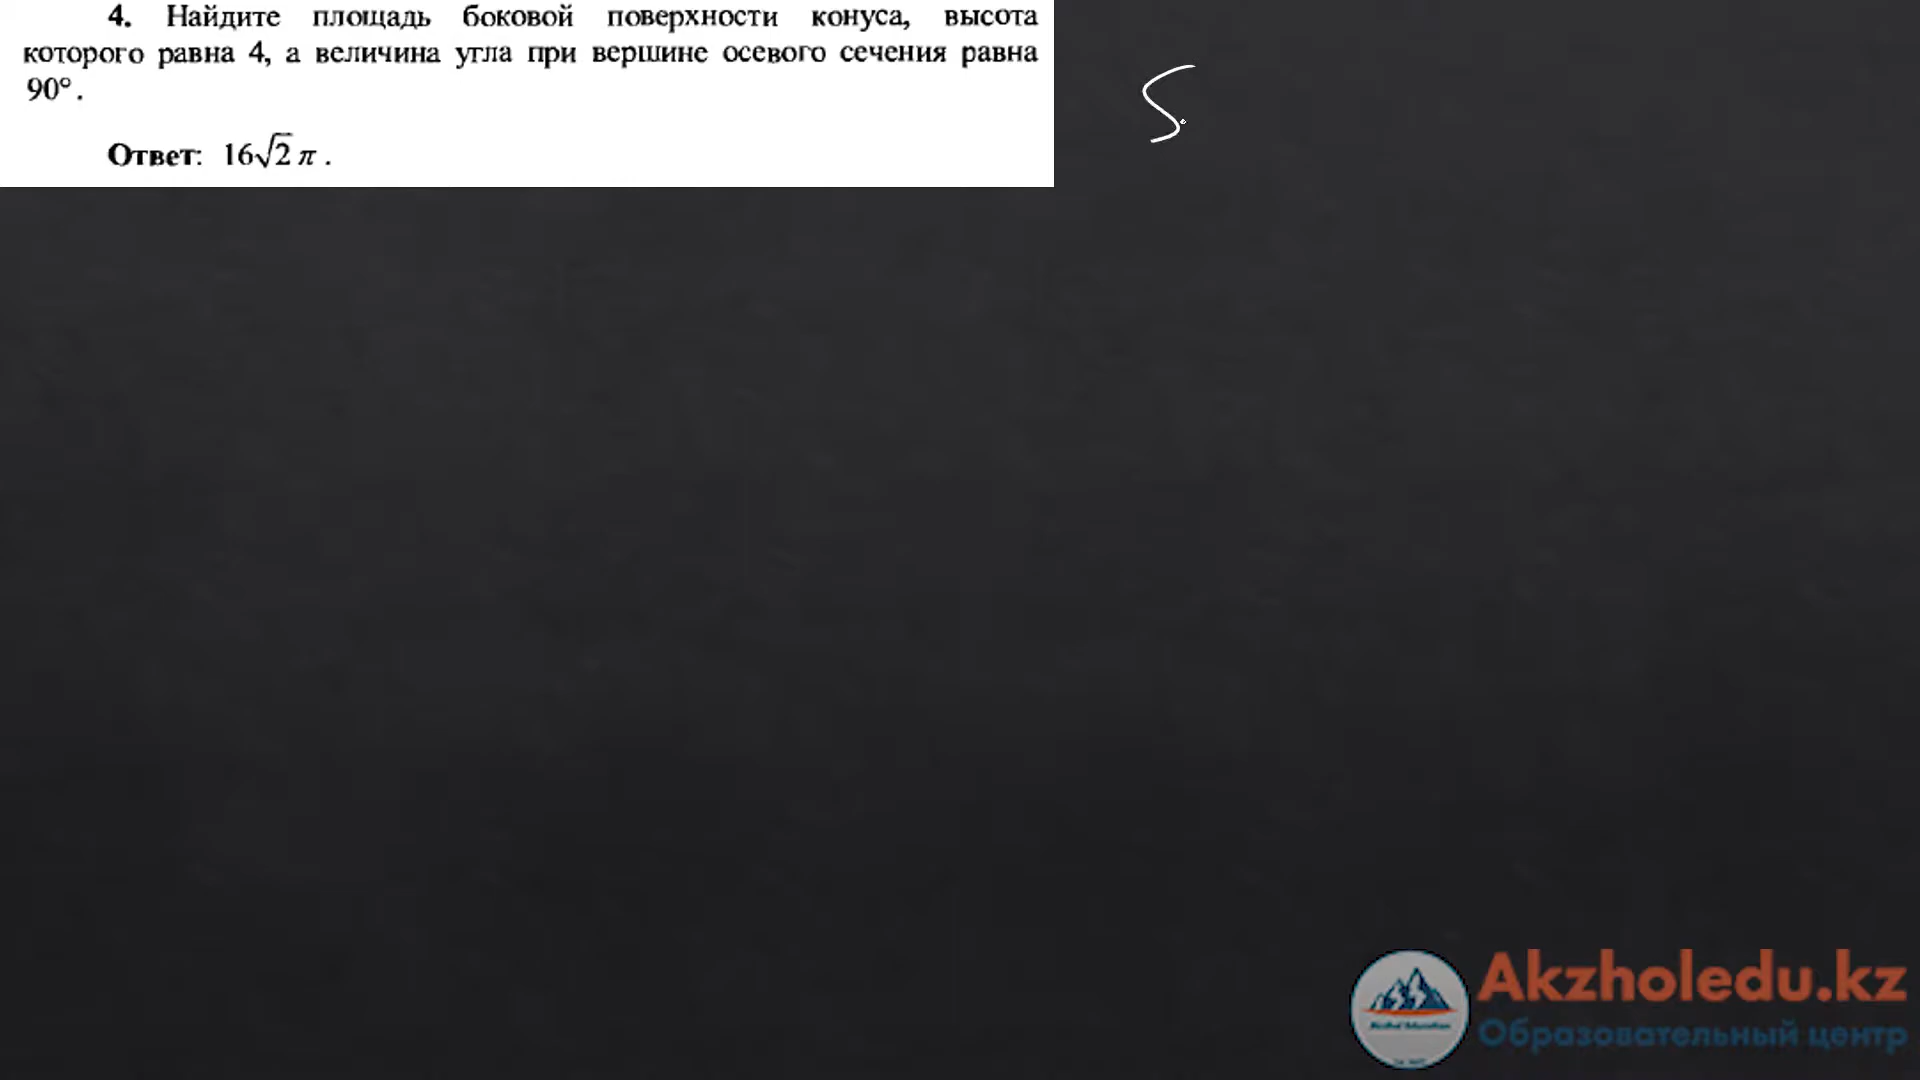 4. Найдите площадь боковой поверхности конуса, высота
которого равна 4, а величина угла при вершине осевого сечения равна
90°.
Ответ: 16√2 π.
S
Akzholedu.kz
Образовательный центр